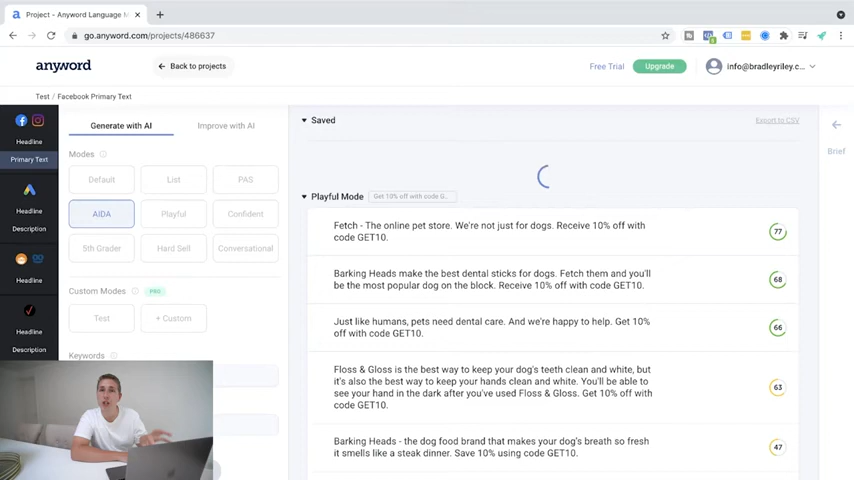 Project - Anyword Language M
go.anyword.com/projects/486637
anyword
Back to projects
Free Trial
Upgrade
info@bradleyriley.c...
Test / Facebook Primary Text
Headline
Primary Text
Headline
Description
Headline
Headline
Description
Generate with AI
Improve with AI
Modes
Default
List
PAS
AIDA
Playful
Confident
5th Grader
Hard Sell
Conversational
Custom Modes
PRO
Test
+ Custom
Keywords
Saved
Export to CSV
Brief
Playful Mode
Get 10% off with code G..
Fetch - The online pet store. We're not just for dogs. Receive 10% off with
code GET10.
77
Barking Heads make the best dental sticks for dogs. Fetch them and you'll
be the most popular dog on the block. Receive 10% off with code GET10.
68
Just like humans, pets need dental care. And we're happy to help. Get 10%
off with code GET10.
66
Floss & Gloss is the best way to keep your dog's teeth clean and white, but
it's also the best way to keep your hands clean and white. You'll be able to
see your hand in the dark after you've used Floss & Gloss. Get 10% off with
code GET10.
63
Barking Heads - the dog food brand that makes your dog's breath so fresh
it smells like a steak dinner. Save 10% using code GET10.
47